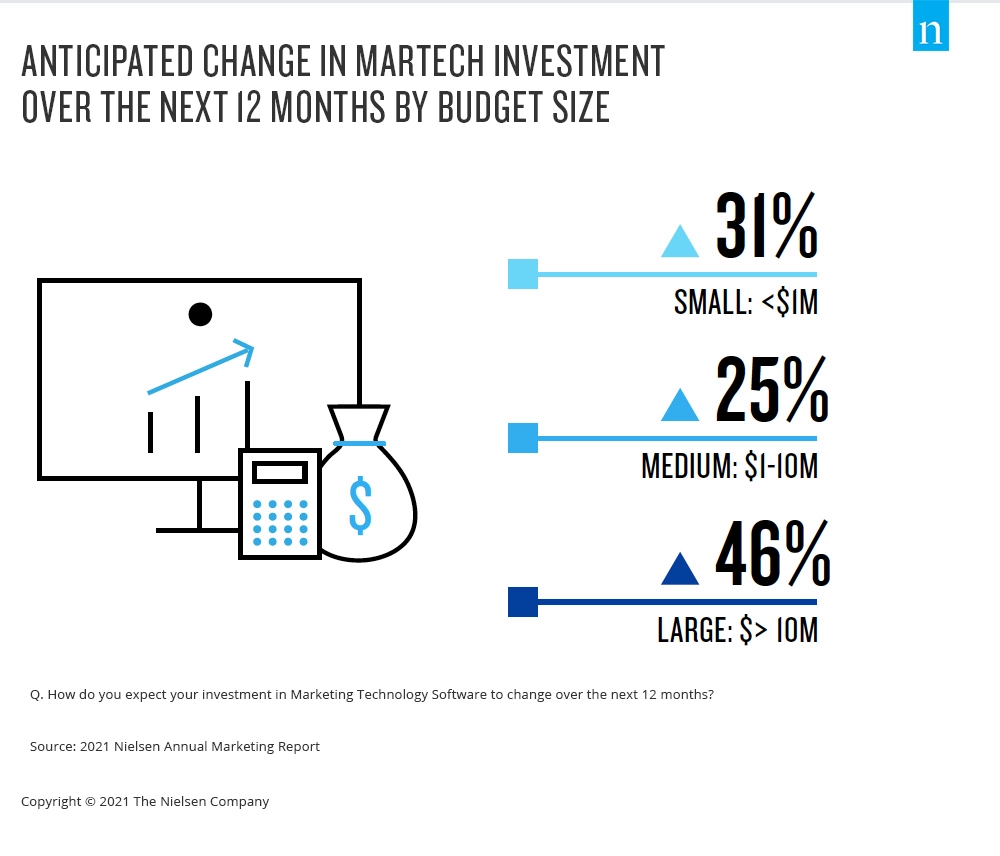 n
ANTICIPATED CHANGE IN MARTECH INVESTMENT
OVER THE NEXT 12 MONTHS BY BUDGET SIZE
31%
SMALL: <$1M
25%
MEDIUM: $1-10M
46%
LARGE: $> 10M
$
Q. How do you expect your investment in Marketing Technology Software to change over the next 12 months?
Source: 2021 Nielsen Annual Marketing Report
Copyright © 2021 The Nielsen Company